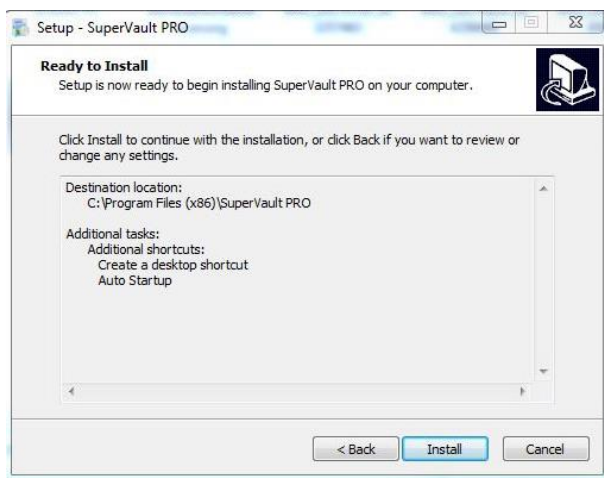 Setup - SuperVault PRO
Ready to Install
Setup is now ready to begin installing SuperVault PRO on your computer.
Click Install to continue with the installation, or click Back if you want to review or
change any settings.
Destination location:
C:\Program Files (x86)\SuperVault PRO
Additional tasks:
Additional shortcuts:
Create a desktop shortcut
Auto Startup
< Back
Install
Cancel